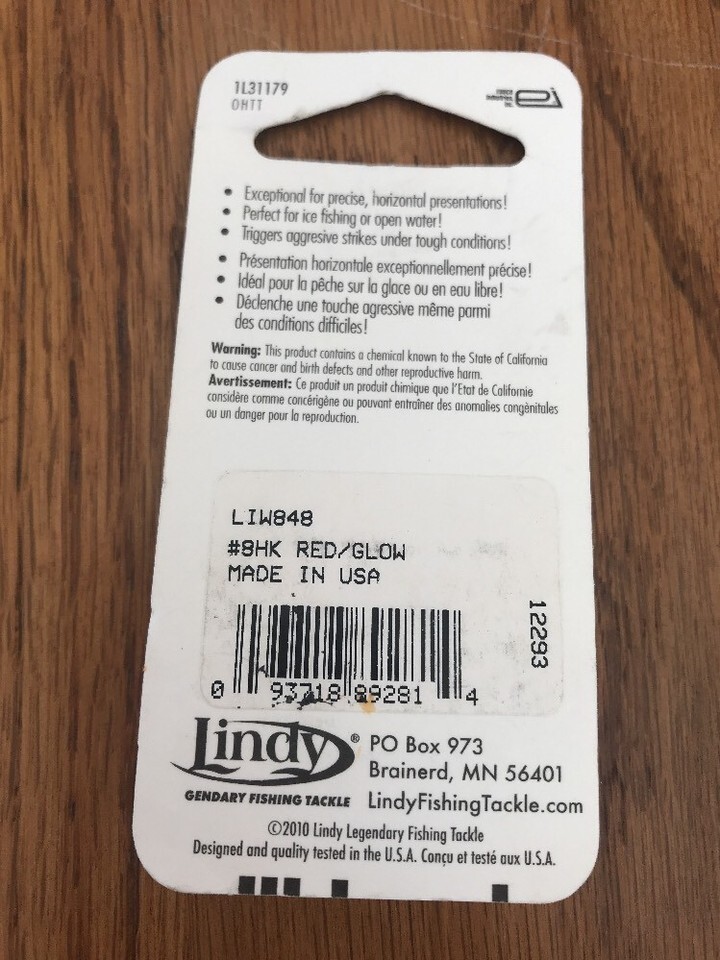 1L31179
OHTT
ei
• Exceptional for precise, horizontal presentations!
• Perfect for ice fishing or open water!
• Triggers aggresive strikes under tough conditions!
• Présentation horizontale exceptionnellement précise!
• Idéal pour la pêche sur la glace ou en eau libre!
• Déclenche une touche agressive même parmi
des conditions difficiles!
Warning: This product contains a chemical known to the State of California
to cause cancer and birth defects and other reproductive harm.
Avertissement: Ce produit un produit chimique que l'Etat de Californie
considère comme concérigène ou pouvant entraîner des anomalies congènitales
ou un danger pour la reproduction.
LIW848
#8HK RED/GLOW
MADE IN USA
12293
0 93718 89281 4
Lindy®
GENDARY FISHING TACKLE
PO Box 973
Brainerd, MN 56401
LindyFishingTackle.com
©2010 Lindy Legendary Fishing Tackle
Designed and quality tested in the U.S.A. Conçu et testé aux U.S.A.